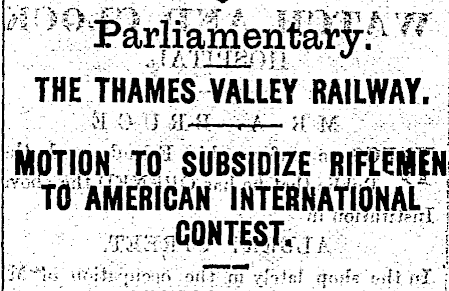 Parliamentary.
THE THAMES VALLEY RAILWAY.
MOTION TO SUBSIDIZE RIFLEMEN
TO AMERICAN INTERNATIONAL
CONTEST.